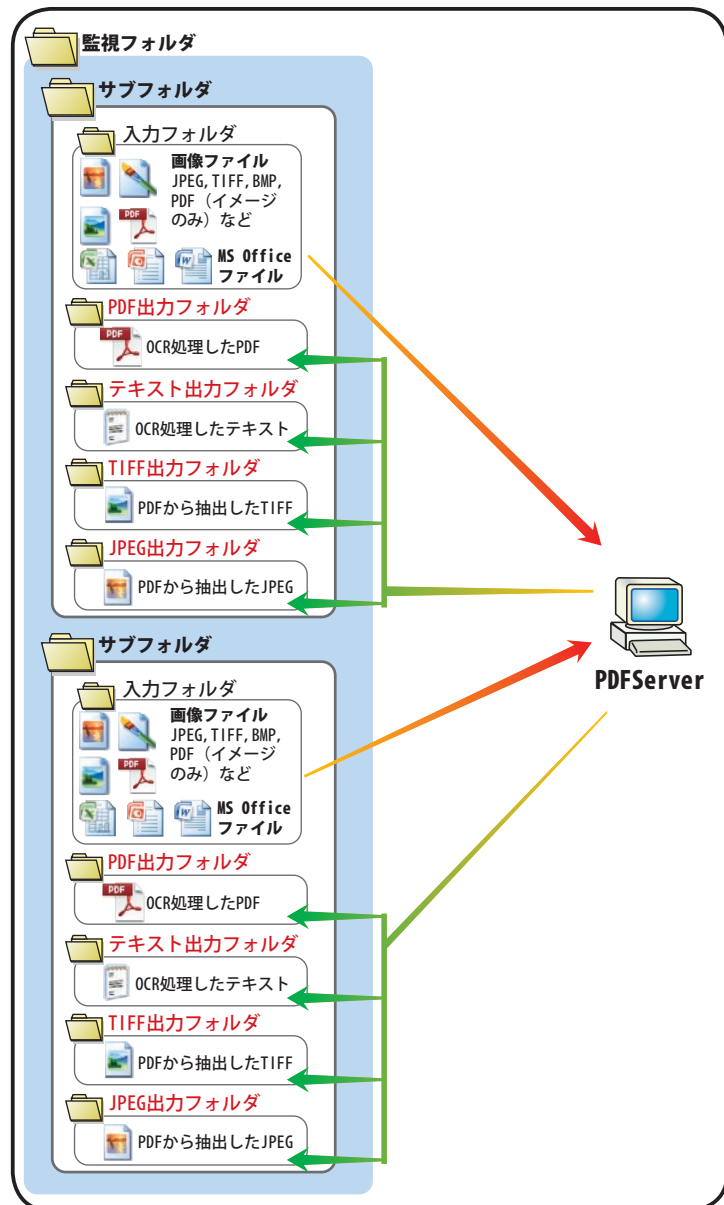 監視フォルダ
サブフォルダ
入力フォルダ
画像ファイル
JPEG, TIFF, BMP,
PDF（イメージ
のみ）など
PDF
MS Office
ファイル
PDF出力フォルダ
PDF
OCR処理したPDF
テキスト出力フォルダ
OCR処理したテキスト
TIFF出力フォルダ
PDFから抽出したTIFF
JPEG出力フォルダ
PDFから抽出したJPEG
PDFServer
サブフォルダ
入力フォルダ
画像ファイル
JPEG, TIFF, BMP,
PDF（イメージ
のみ）など
PDF
MS Office
ファイル
PDF出力フォルダ
PDF
OCR処理したPDF
テキスト出力フォルダ
OCR処理したテキスト
TIFF出力フォルダ
PDFから抽出したTIFF
JPEG出力フォルダ
PDFから抽出したJPEG